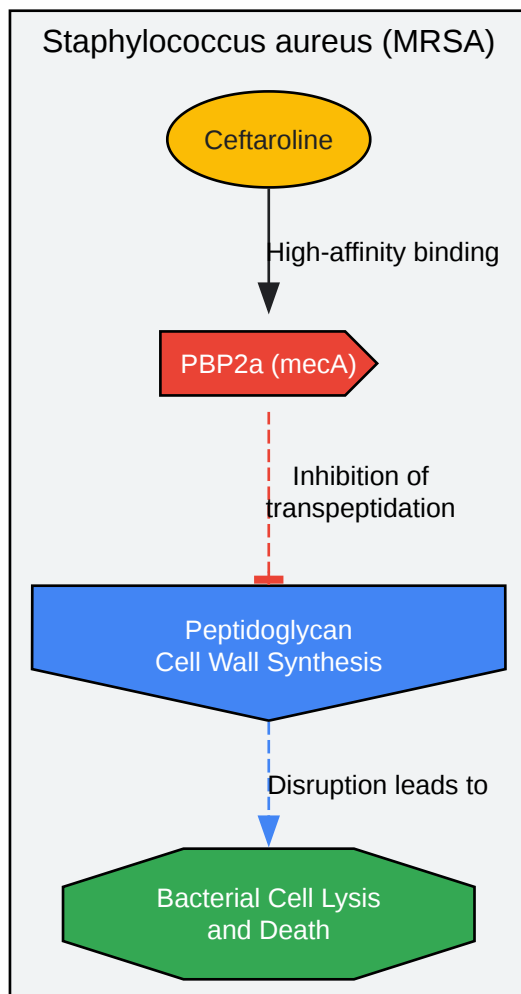 Staphylococcus aureus (MRSA)
Ceftaroline
High-affinity binding
PBP2a (mecA)
Inhibition of
transpeptidation
Peptidoglycan
Cell Wall Synthesis
Disruption leads to
Bacterial Cell Lysis
and Death